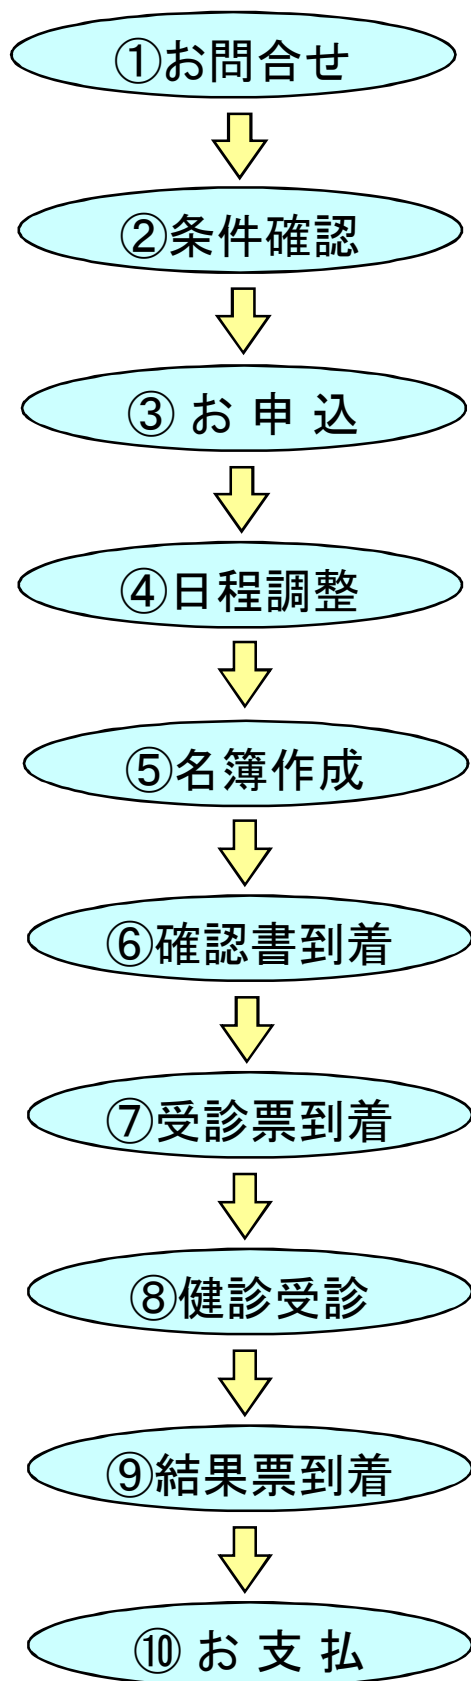 ①お問合せ
②条件確認
③ お 申 込
④日程調整
⑤名簿作成
⑥確認書到着
⑦受診票到着
⑧健診受診
⑨結果票到着
⑩ お 支 払